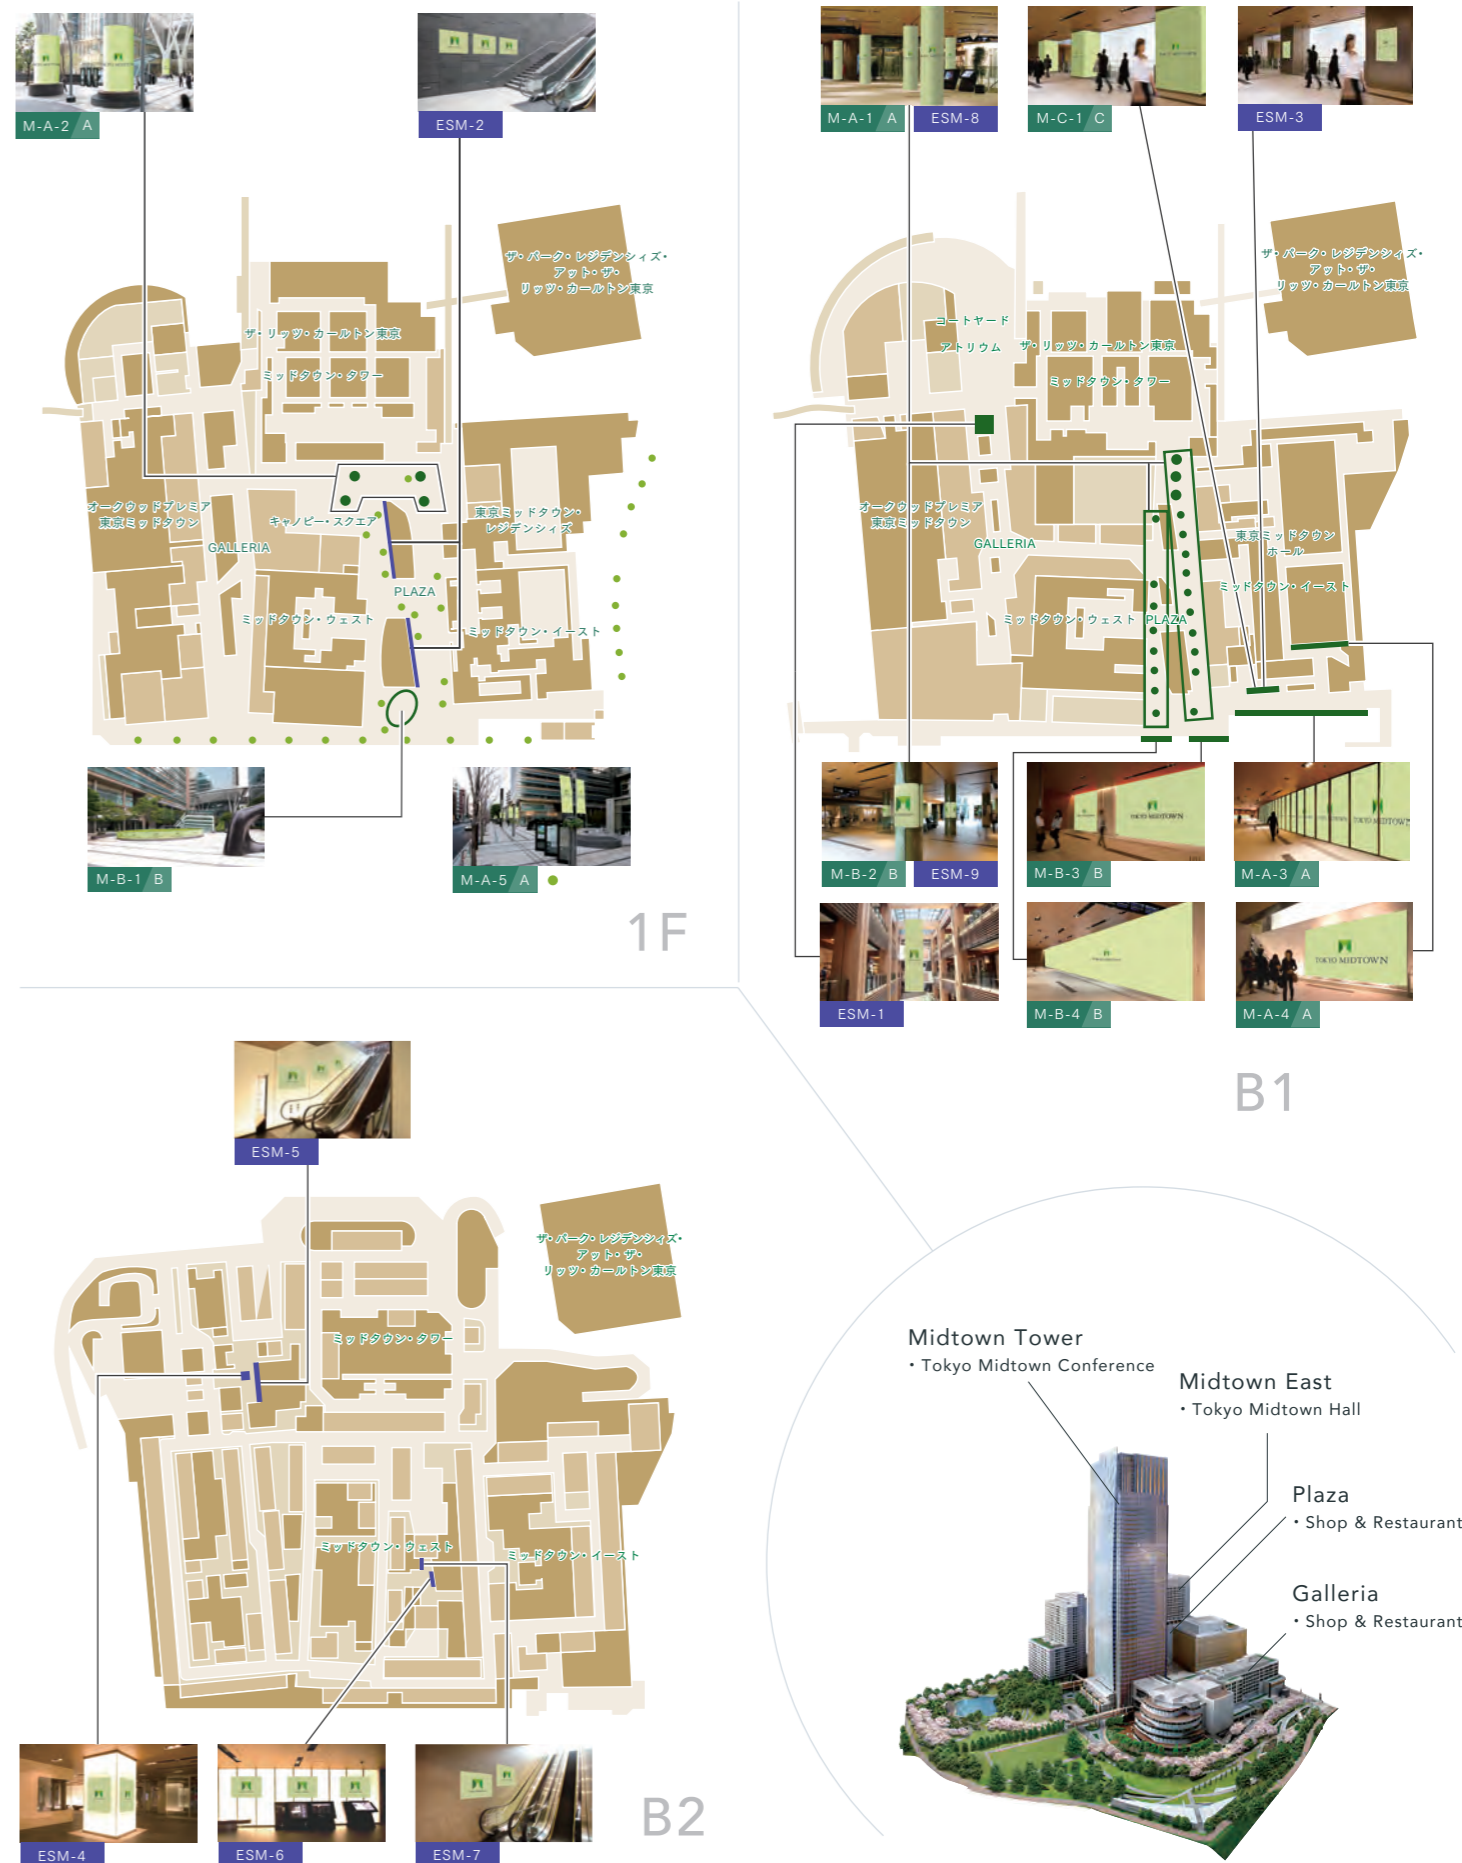 M-A-2 A
ESM-2
ザ・パーク・レジデンシィズ・
アット・ザ・
リッツ・カールトン東京
ザ・リッツ・カールトン東京
ミッドタウン・タワー
オークウッドプレミア
東京ミッドタウン
キャノピー・スクエア
東京ミッドタウン・
レジデンシィズ
GALLERIA
PLAZA
ミッドタウン・ウェスト
ミッドタウン・イースト
M-B-1 B
M-A-5 A
1F
M-A-1 A
ESM-8
M-C-1 C
ESM-3
ザ・パーク・レジデンシィズ・
アット・ザ・
リッツ・カールトン東京
コートヤード
アトリウム
ザ・リッツ・カールトン東京
ミッドタウン・タワー
オークウッドプレミア
東京ミッドタウン
GALLERIA
東京ミッドタウン
ホール
ミッドタウン・イースト
ミッドタウン・ウェスト
PLAZA
TOKYO MIDTOWN
TOKYO MIDTOWN
M-B-2 B
ESM-9
M-B-3 B
M-A-3 A
TOKYO MIDTOWN
ESM-1
M-B-4 B
M-A-4 A
B1
ESM-5
ザ・パーク・レジデンシィズ・
アット・ザ・
リッツ・カールトン東京
ミッドタウン・タワー
ミッドタウン・ウェスト
ミッドタウン・イースト
ESM-4
ESM-6
ESM-7
B2
Midtown Tower
・Tokyo Midtown Conference
Midtown East
・Tokyo Midtown Hall
Plaza
・Shop & Restaurant
Galleria
・Shop & Restaurant